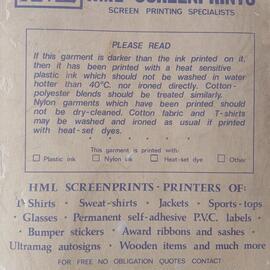 HML SCREENPRINTS
SCREEN PRINTING SPECIALISTS
PLEASE READ
If this garment is darker than the ink printed on it,
then it has been printed with a heat sensitive
plastic ink which should not be washed in water
hotter than 40°C. nor ironed directly. Cotton-
polyester blends should be treated similarly.
Nylon garments which have been printed should
not be dry-cleaned. Cotton fabric and T-shirts
may be washed and ironed as usual if printed
with heat-set dyes.
This garment is printed with:
Plastic ink Nylon ink Heat-set dye Other
HML SCREENPRINTS · PRINTERS OF:
T-Shirts · Sweat-shirts · Jackets · Sports-tops
· Glasses · Permanent self-adhesive P.V.C. labels ·
· Bumper stickers · Award ribbons and sashes ·
Ultramag autosigns · Wooden items and much more
FOR FREE NO OBLIGATION QUOTES CONTACT